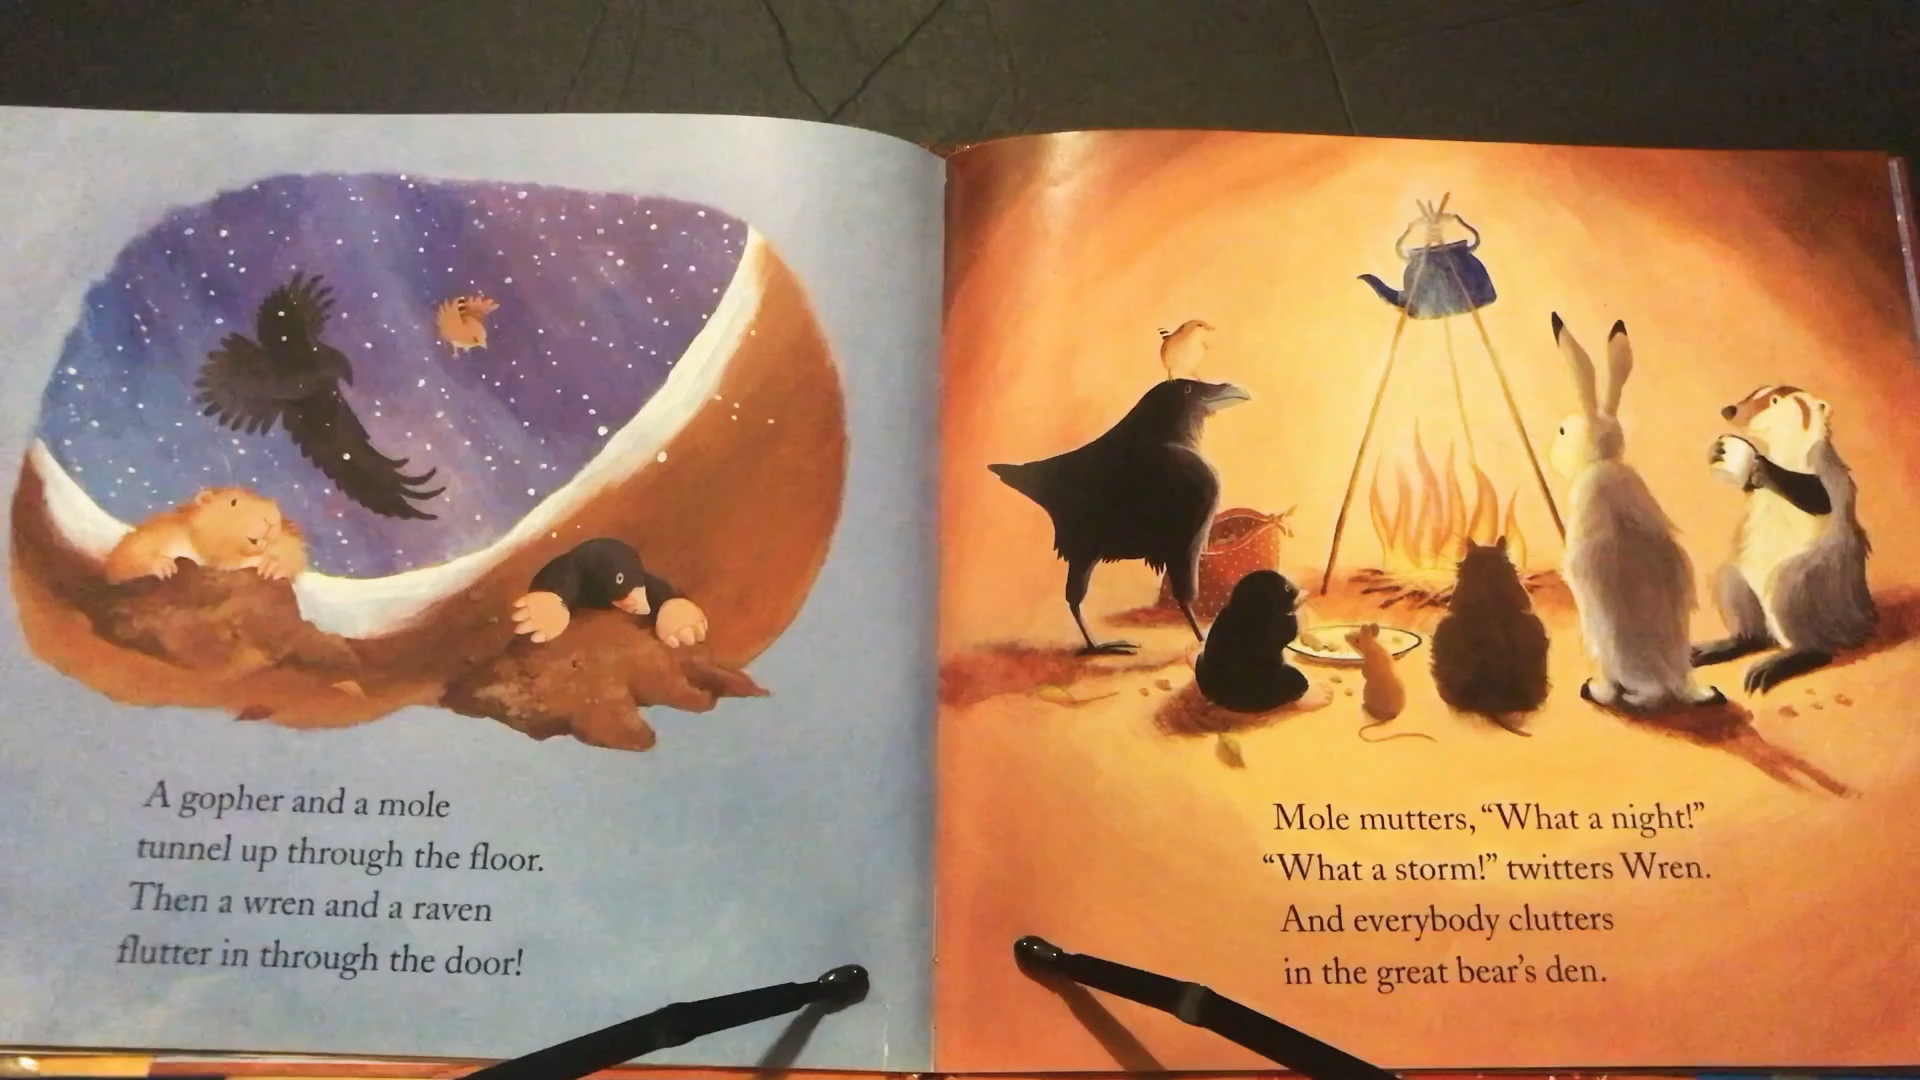 A gopher and a mole
tunnel up through the floor.
Then a wren and a raven
flutter in through the door!
Mole mutters, “What a night!”
“What a storm!” twitters Wren.
And everybody clutters
in the great bear’s den.